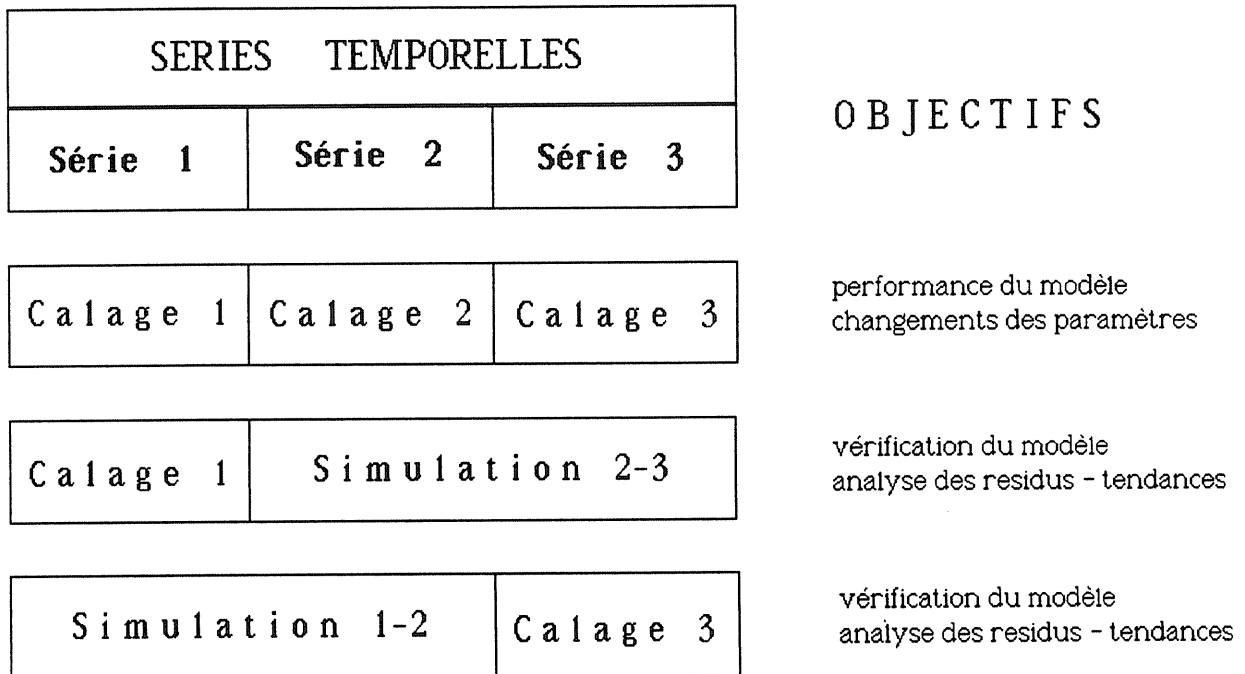 SERIES TEMPORELLES
OBJECTIFS
Série 1 Série 2 Série 3
Calage 1 Calage 2 Calage 3
performance du modèle
changements des paramètres
Calage 1 Simulation 2-3
vérification du modèle
analyse des residus - tendances
Simulation 1-2 Calage 3
vérification du modèle
analyse des residus - tendances